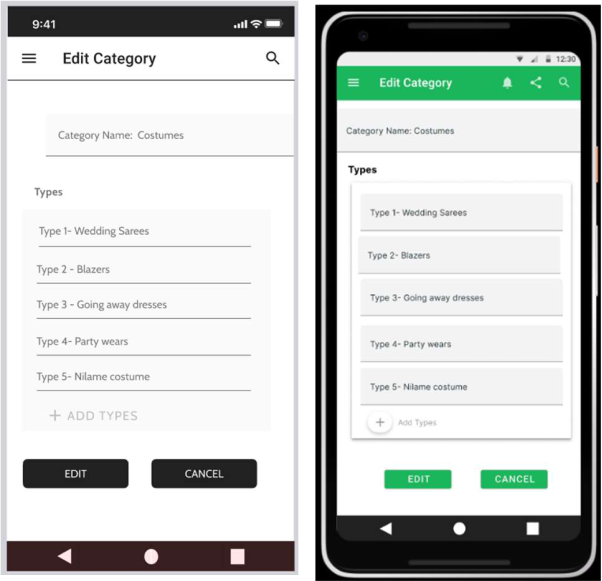 9:41
Edit Category
Category Name: Costumes
Types
Type 1- Wedding Sarees
Type 2 - Blazers
Type 3 - Going away dresses
Type 4- Party wears
Type 5- Nilame costume
+ ADD TYPES
EDIT
CANCEL
12:30
Edit Category
Category Name: Costumes
Types
Type 1- Wedding Sarees
Type 2- Blazers
Type 3- Going away dresses
Type 4- Party wears
Type 5- Nilame costume
+ Add Types
EDIT
CANCEL